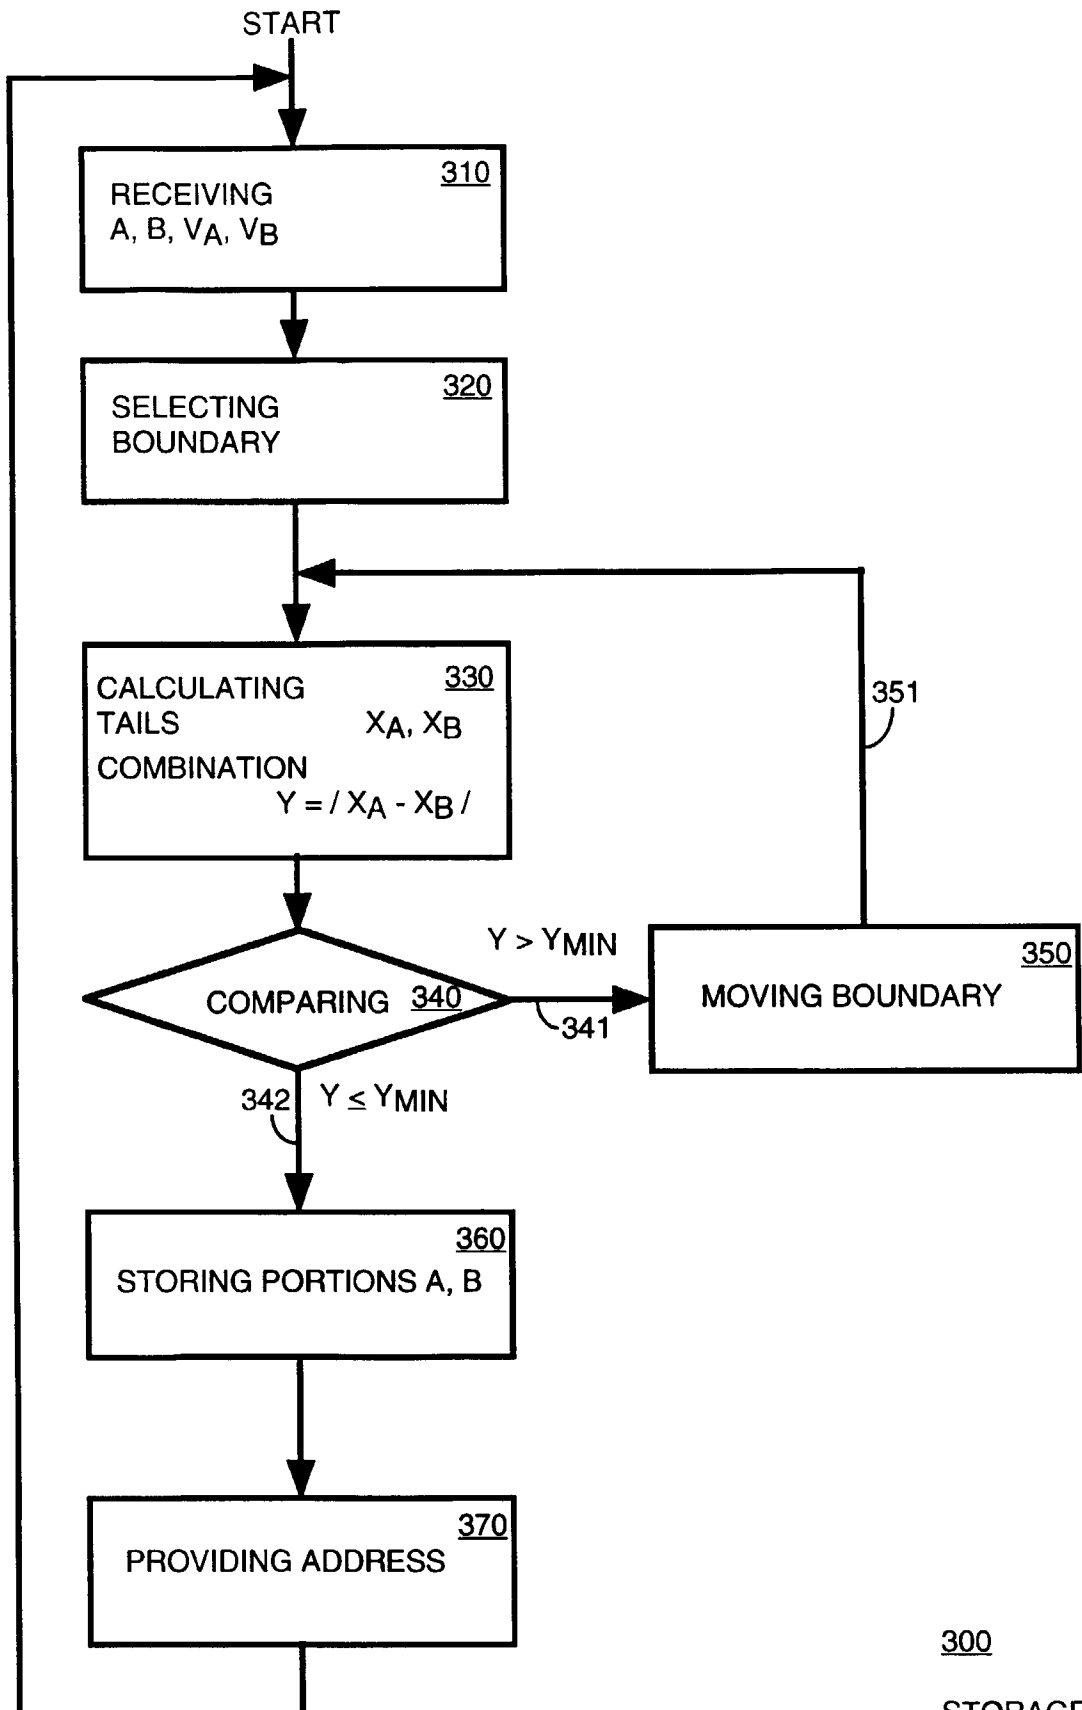 START
310
RECEIVING
A, B, VA, VB
320
SELECTING
BOUNDARY
330
CALCULATING
TAILS XA, XB
COMBINATION
Y = / XA - XB /
351
Y > YMIN
350
COMPARING 340
MOVING BOUNDARY
341
342 Y ≤ YMIN
360
STORING PORTIONS A, B
370
PROVIDING ADDRESS
300